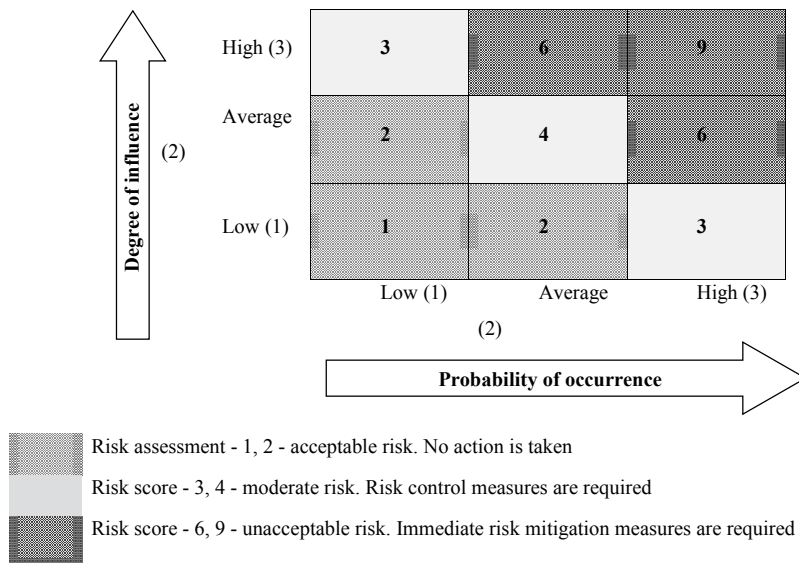 High (3)
3
6
9
Average
(2)
2
4
6
Low (1)
1
2
3
Degree of influence
Low (1)
Average
High (3)
(2)
Probability of occurrence
Risk assessment - 1, 2 - acceptable risk. No action is taken
Risk score - 3, 4 - moderate risk. Risk control measures are required
Risk score - 6, 9 - unacceptable risk. Immediate risk mitigation measures are required